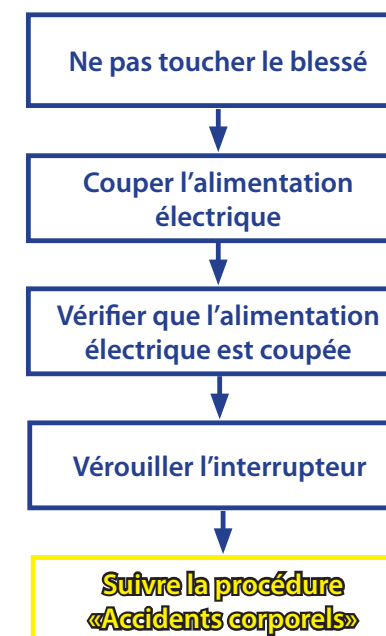 Ne pas toucher le blessé
Couper l’alimentation
électrique
Vérifier que l’alimentation
électrique est coupée
Vérouiller l’interrupteur
Suivre la procédure
«Accidents corporels»